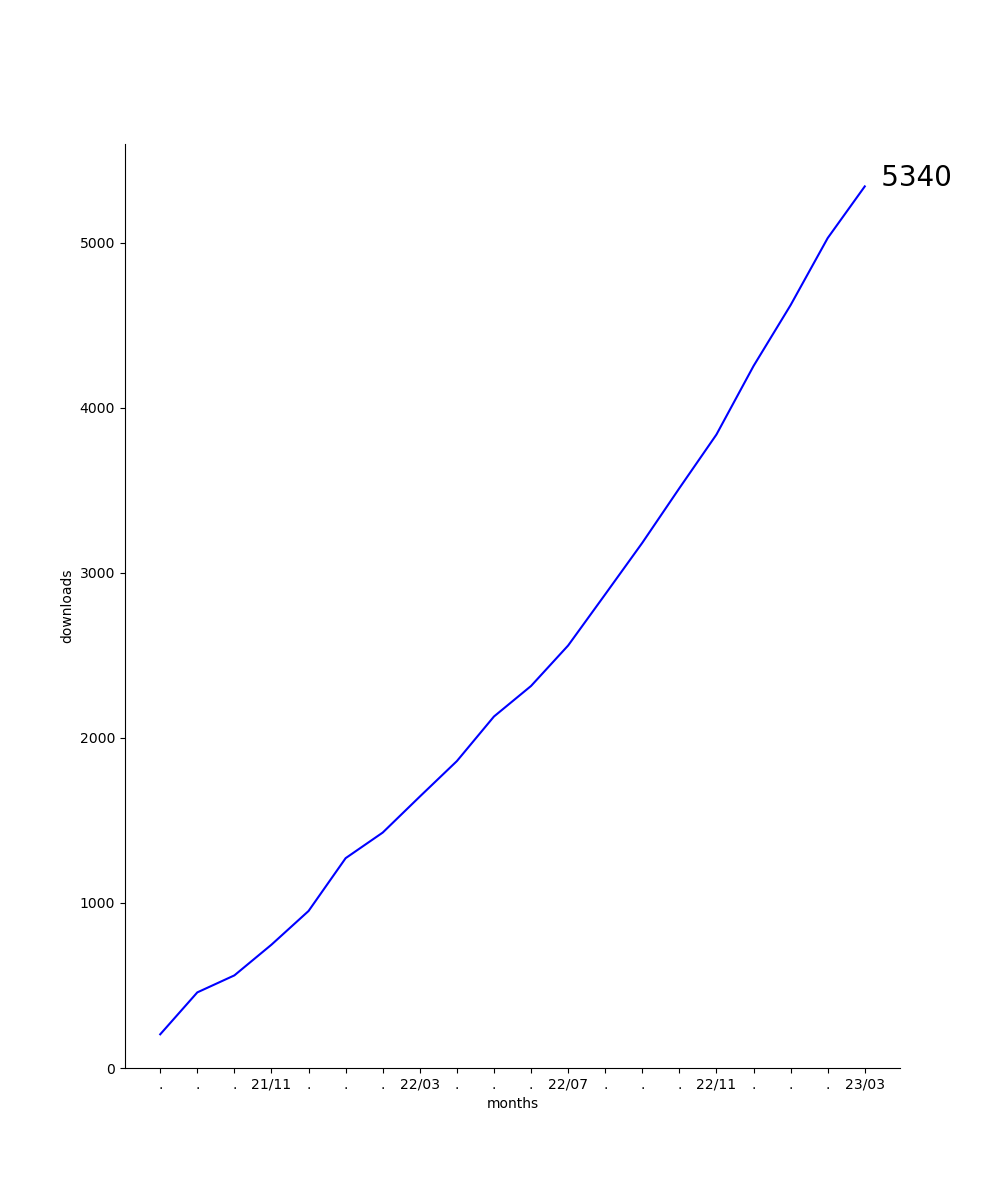 5340
5000
4000
3000
2000
1000
0
downloads
. . . 21/11 . . . 22/03 . . . 22/07 . . . 22/11 . . . 23/03
months